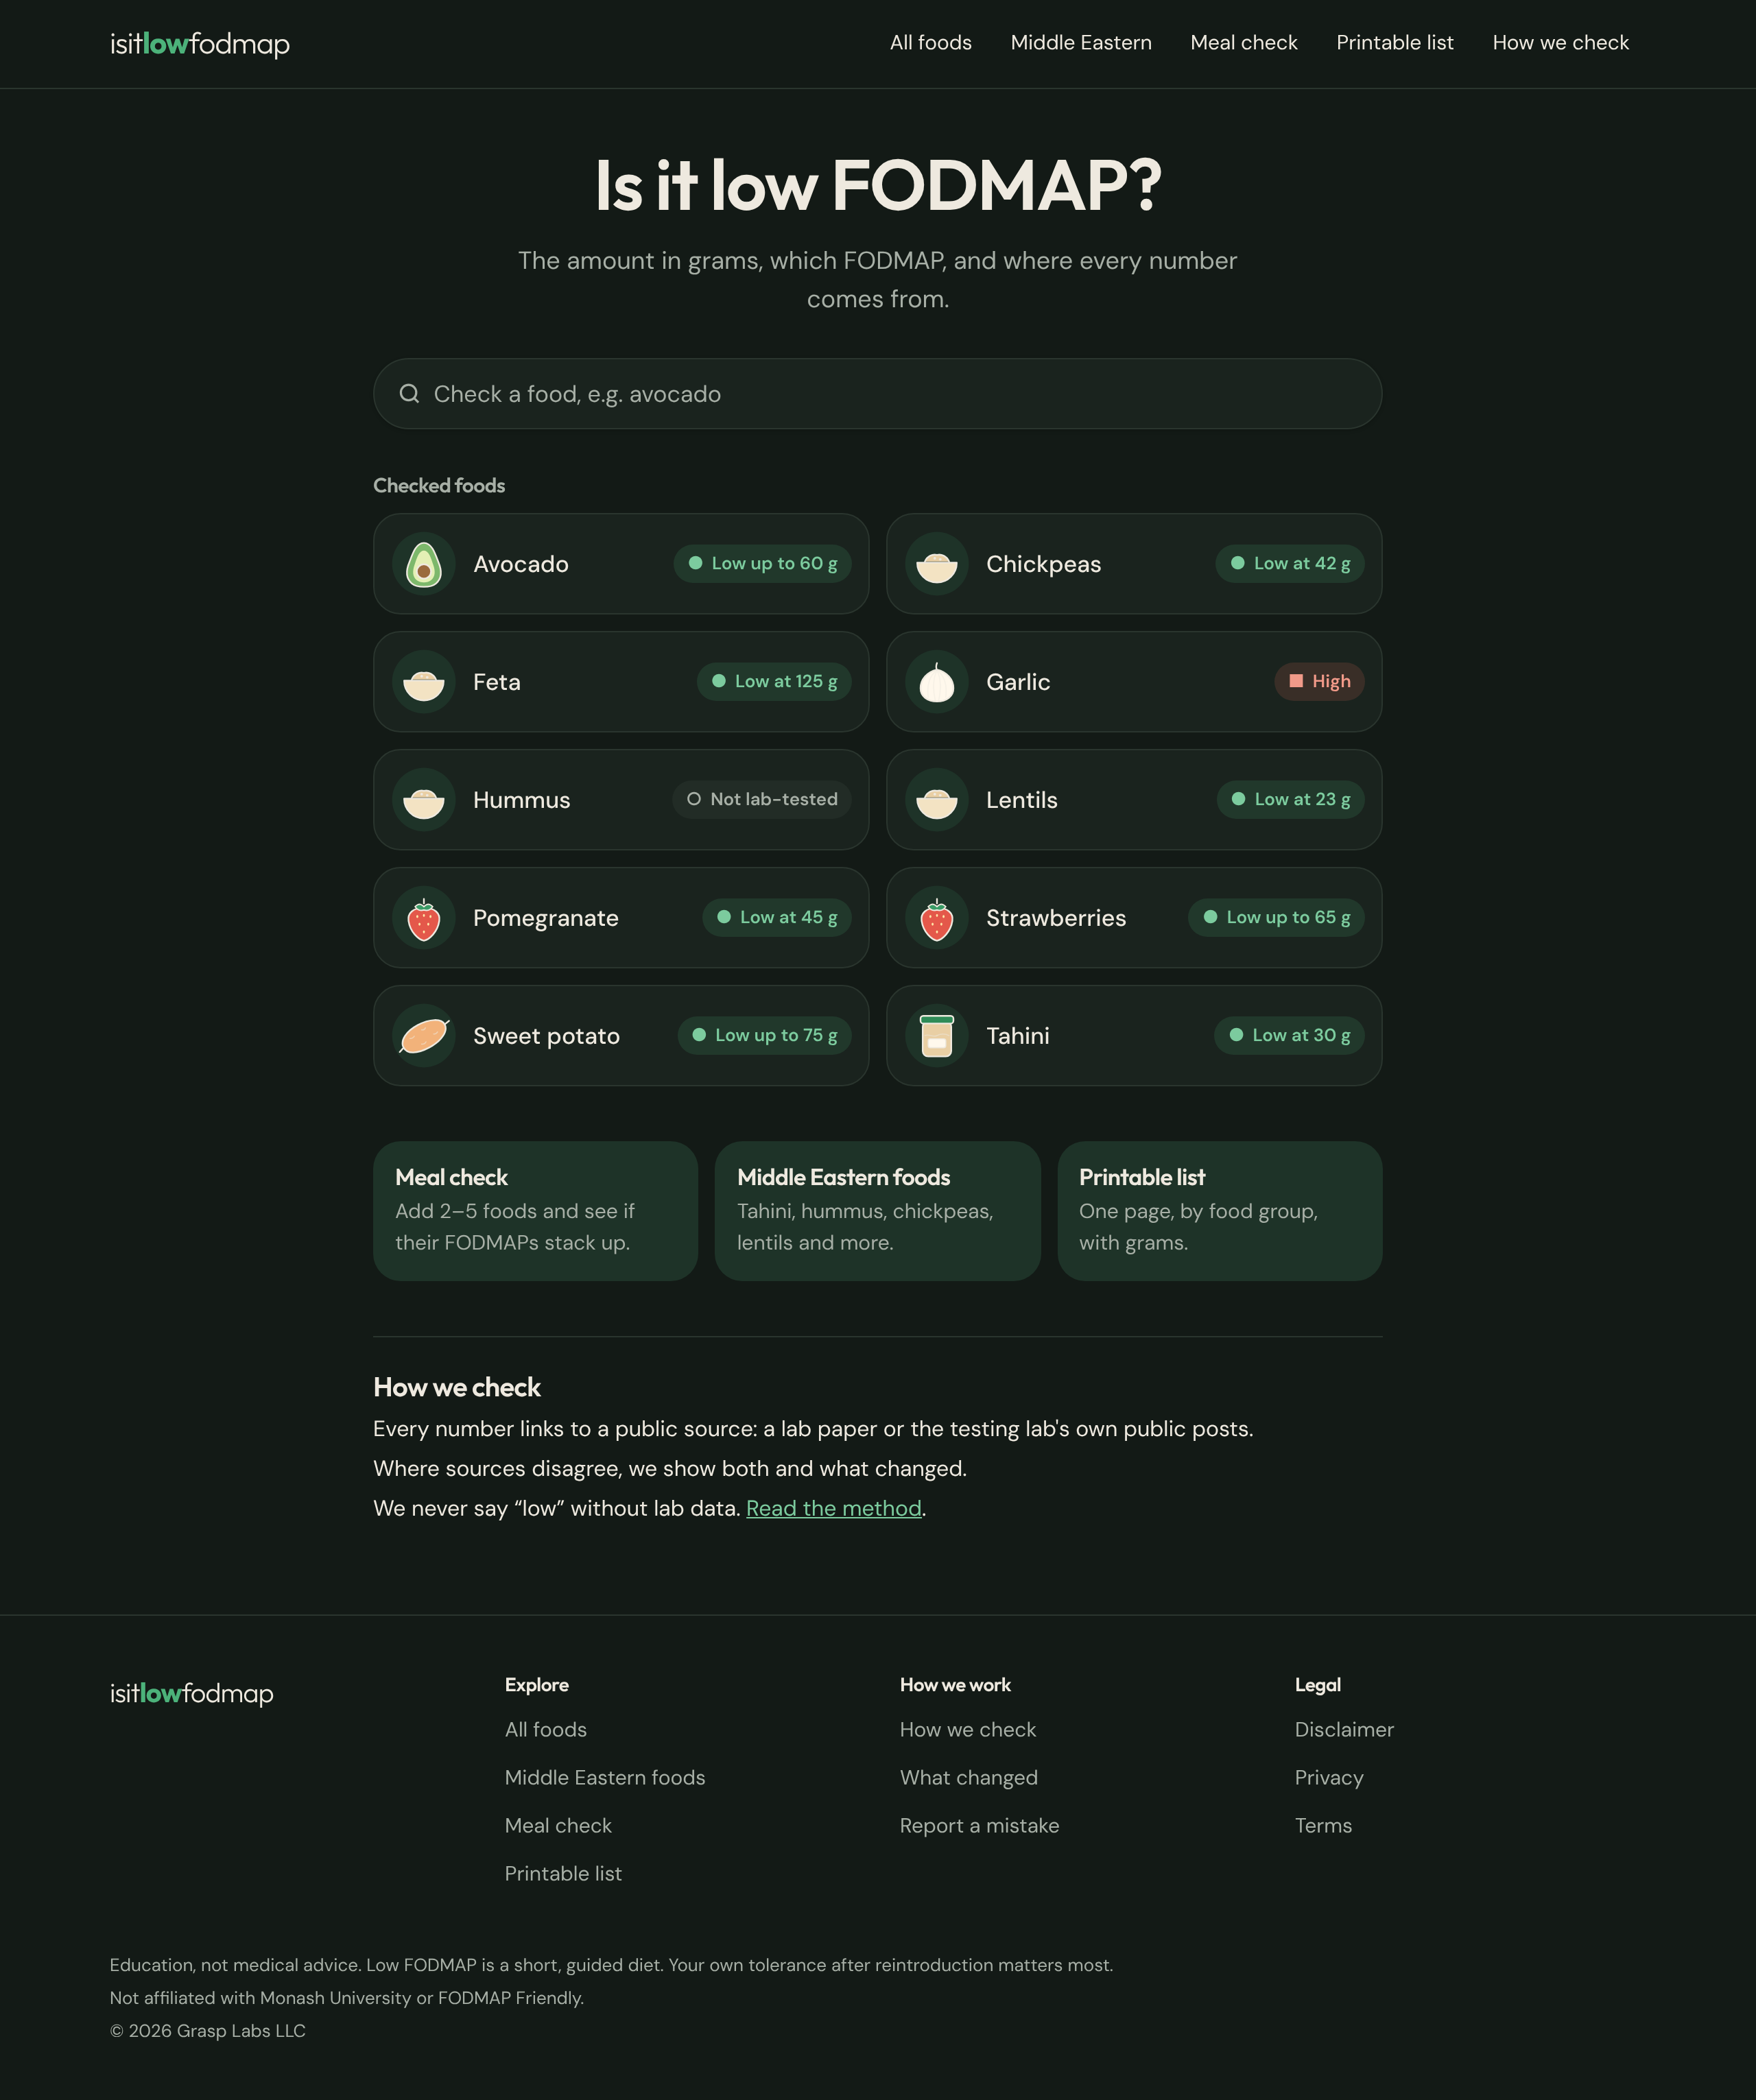 isitlowfodmap
All foods
Middle Eastern
Meal check
Printable list
How we check
Is it low FODMAP?
The amount in grams, which FODMAP, and where every number
comes from.
Check a food, e.g. avocado
Checked foods
Avocado
Low up to 60 g
Chickpeas
Low at 42 g
Feta
Low at 125 g
Garlic
High
Hummus
Not lab-tested
Lentils
Low at 23 g
Pomegranate
Low at 45 g
Strawberries
Low up to 65 g
Sweet potato
Low up to 75 g
Tahini
Low at 30 g
Meal check
Add 2–5 foods and see if
their FODMAPs stack up.
Middle Eastern foods
Tahini, hummus, chickpeas,
lentils and more.
Printable list
One page, by food group,
with grams.
How we check
Every number links to a public source: a lab paper or the testing lab's own public posts.
Where sources disagree, we show both and what changed.
We never say “low” without lab data. Read the method.
isitlowfodmap
Explore
All foods
Middle Eastern foods
Meal check
Printable list
How we work
How we check
What changed
Report a mistake
Legal
Disclaimer
Privacy
Terms
Education, not medical advice. Low FODMAP is a short, guided diet. Your own tolerance after reintroduction matters most.
Not affiliated with Monash University or FODMAP Friendly.
© 2026 Grasp Labs LLC